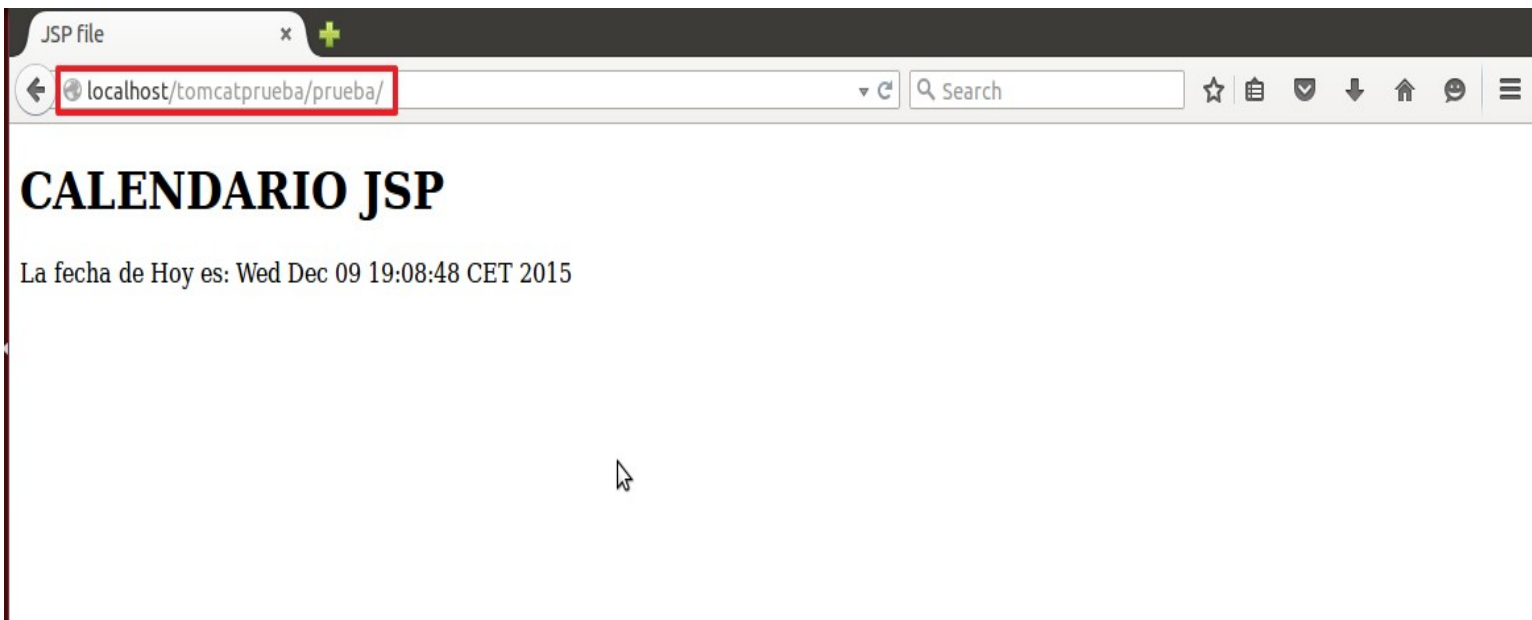 JSP file
localhost/tomcatprueba/prueba/
Search
CALENDARIO JSP
La fecha de Hoy es: Wed Dec 09 19:08:48 CET 2015